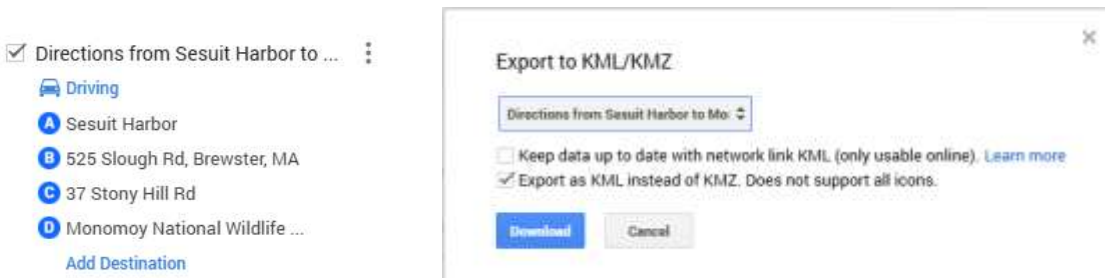 Directions from Sesuit Harbor to ...
Driving
A Sesuit Harbor
B 525 Slough Rd, Brewster, MA
C 37 Stony Hill Rd
D Monomoy National Wildlife ...
Add Destination
Export to KML/KMZ
Directions from Sesuit Harbor to Mo
Keep data up to date with network link KML (only usable online). Learn more
Export as KML instead of KMZ. Does not support all icons.
Download Cancel